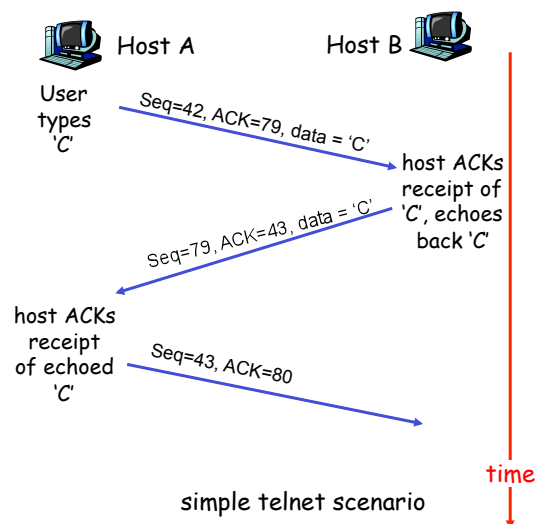 Host A
Host B
User
types
‘C’
Seq=42, ACK=79, data = ‘C’
host ACKs
receipt of
‘C’, echoes
back ‘C’
Seq=79, ACK=43, data = ‘C’
host ACKs
receipt
of echoed
‘C’
Seq=43, ACK=80
time
simple telnet scenario